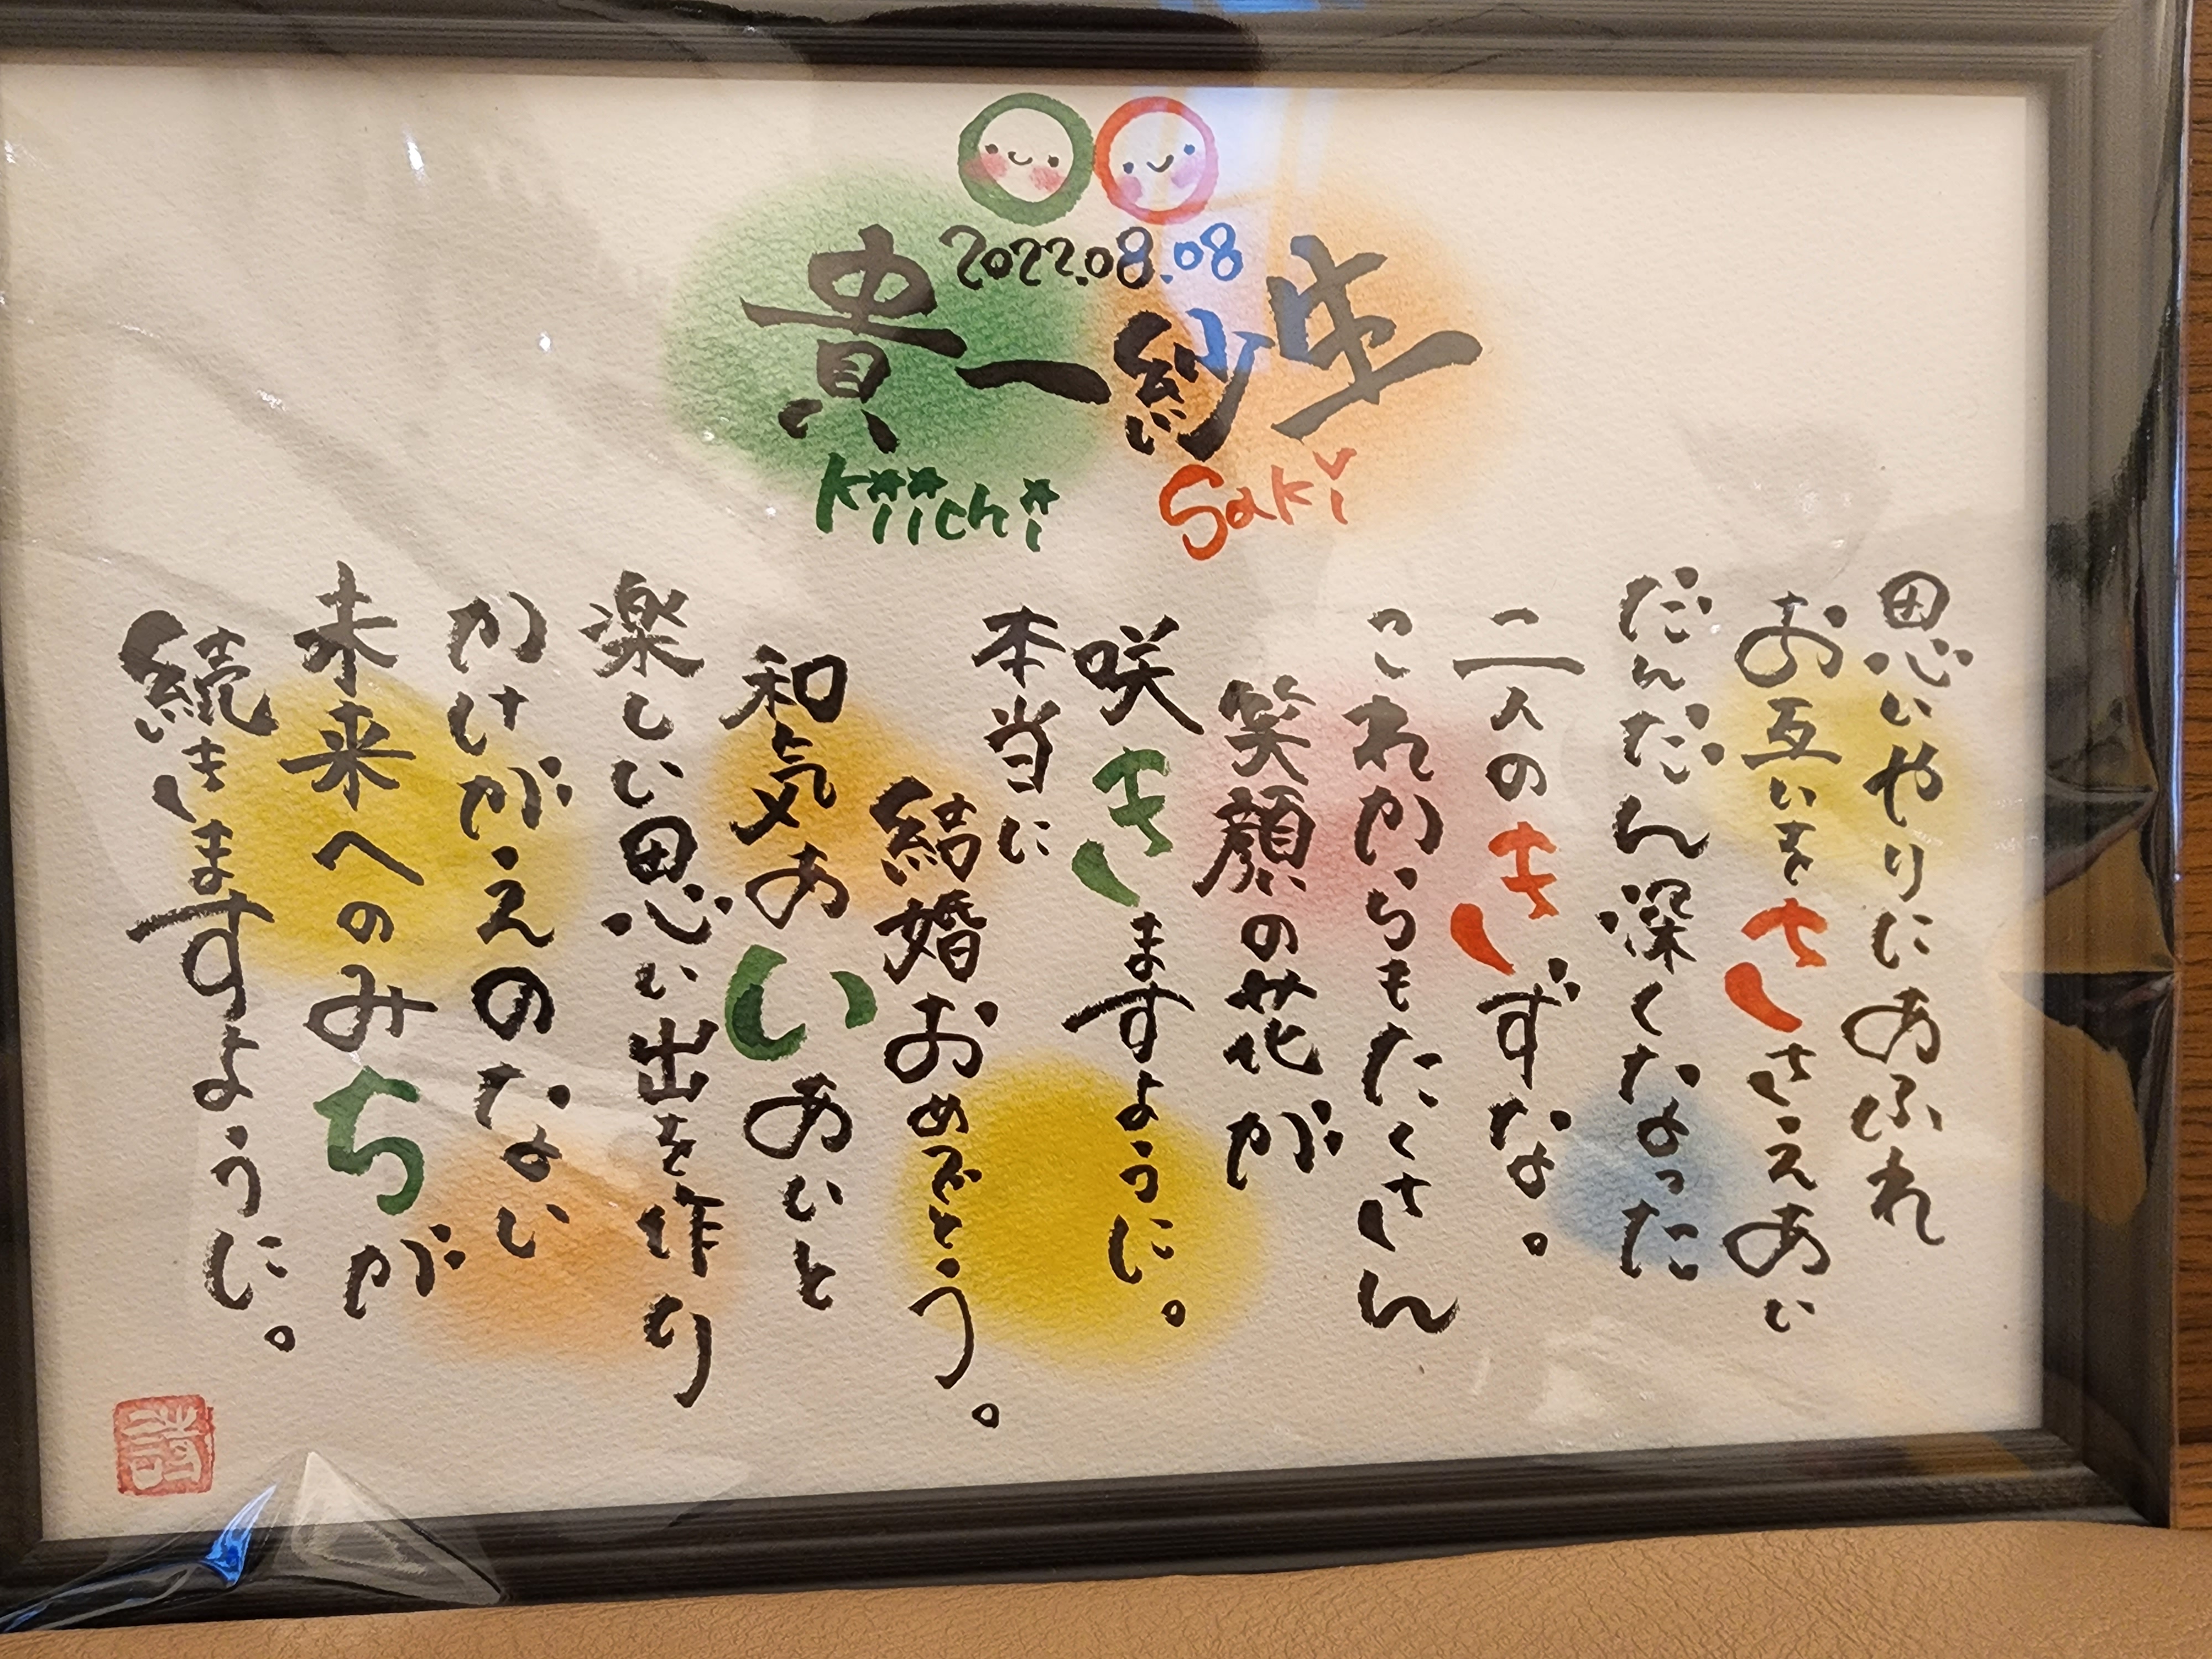 2022.08.08
貴一 紗生
Kiichi Saki
思いやりにあふれ
お互いをささえあい
だんだん深くなった
二人のきずな。
これからもたくさん
笑顔の花が
咲きますように。
本当に
結婚おめでとう。
和気あいあいと
楽しい思い出を作り
かけがえのない
未来へのみちが
続きますように。
詩